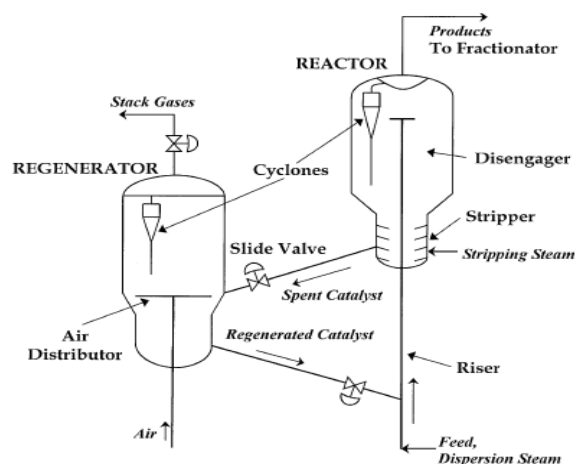 Products
To Fractionator
REACTOR
Stack Gases
REGENERATOR
Cyclones
Disengager
Stripper
Slide Valve
Stripping Steam
Spent Catalyst
Air
Distributor
Regenerated Catalyst
Riser
Air
Feed,
Dispersion Steam